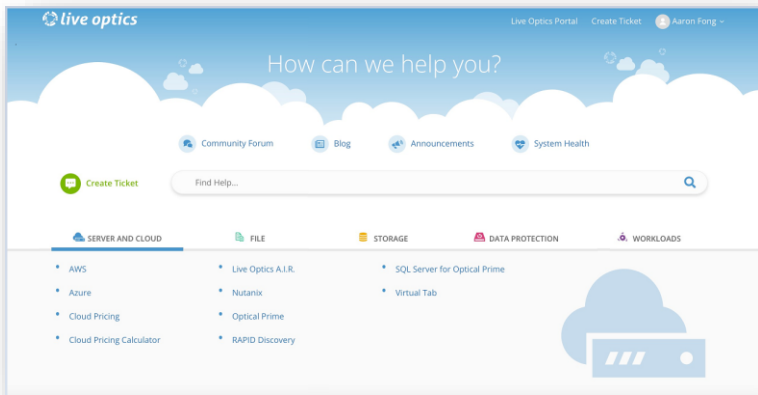 live optics
Live Optics Portal Create Ticket Aaron Fong
How can we help you?
Community Forum Blog Announcements System Health
Create Ticket Find Help...
SERVER AND CLOUD FILE STORAGE DATA PROTECTION WORKLOADS
AWS Live Optics A.I.R. SQL Server for Optical Prime
Azure Nutanix Virtual Tab
Cloud Pricing Optical Prime
Cloud Pricing Calculator RAPID Discovery